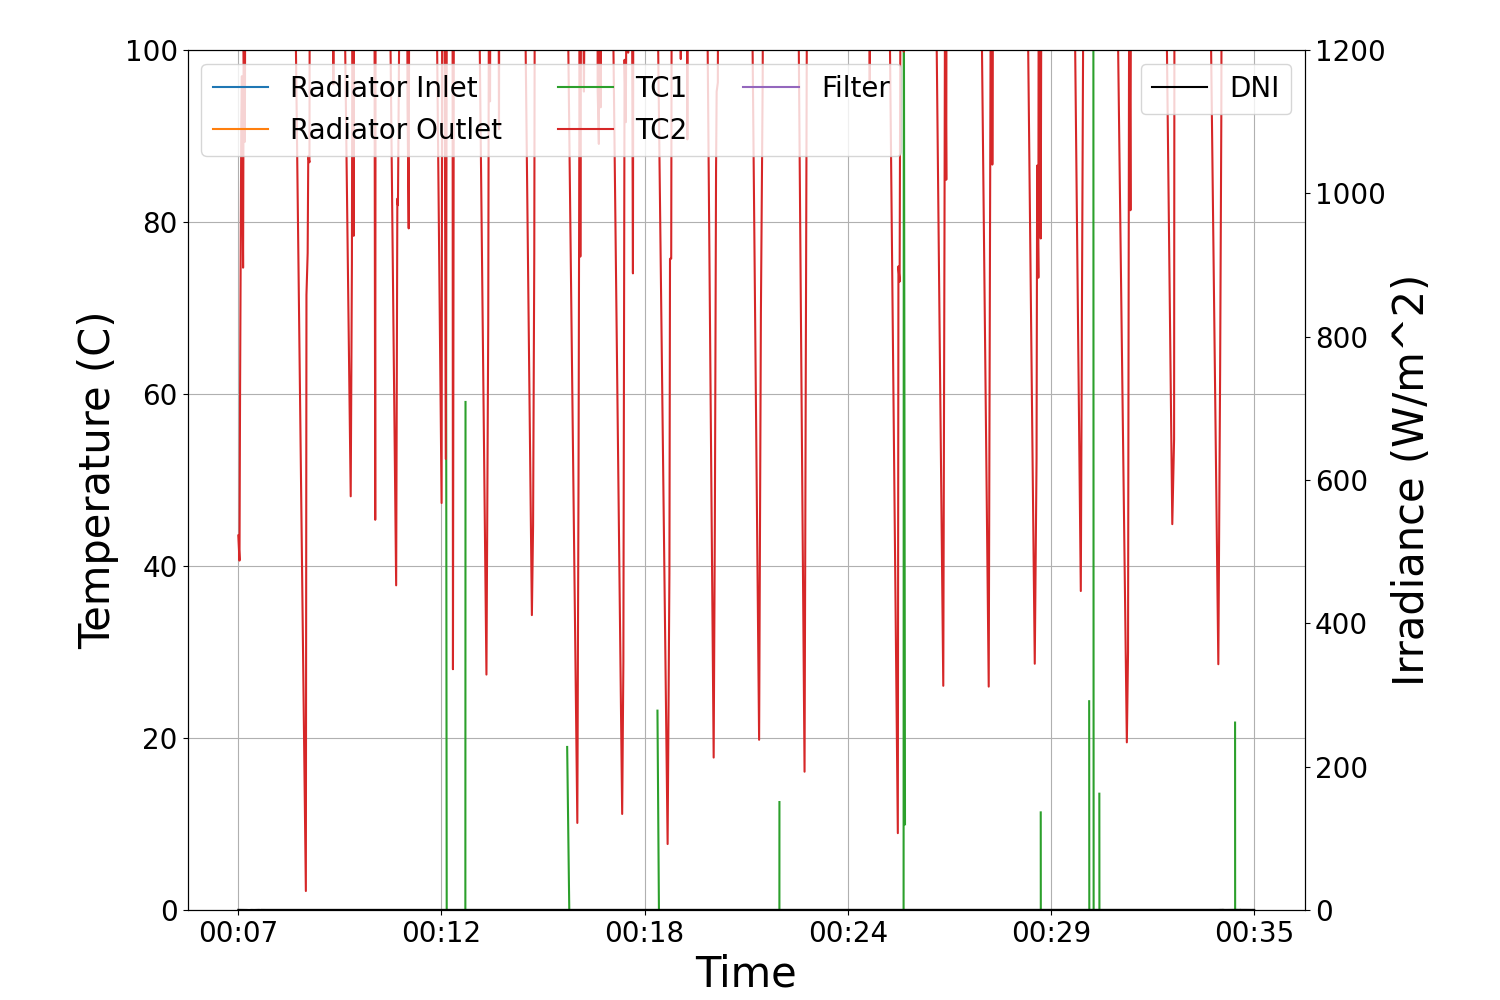 Radiator Inlet
Radiator Outlet
TC1
TC2
Filter
DNI
Temperature (C)
100
80
60
40
20
0
1200
1000
800
600
400
200
0
Irradiance (W/m^2)
00:07 00:12 00:18 00:24 00:29 00:35
Time